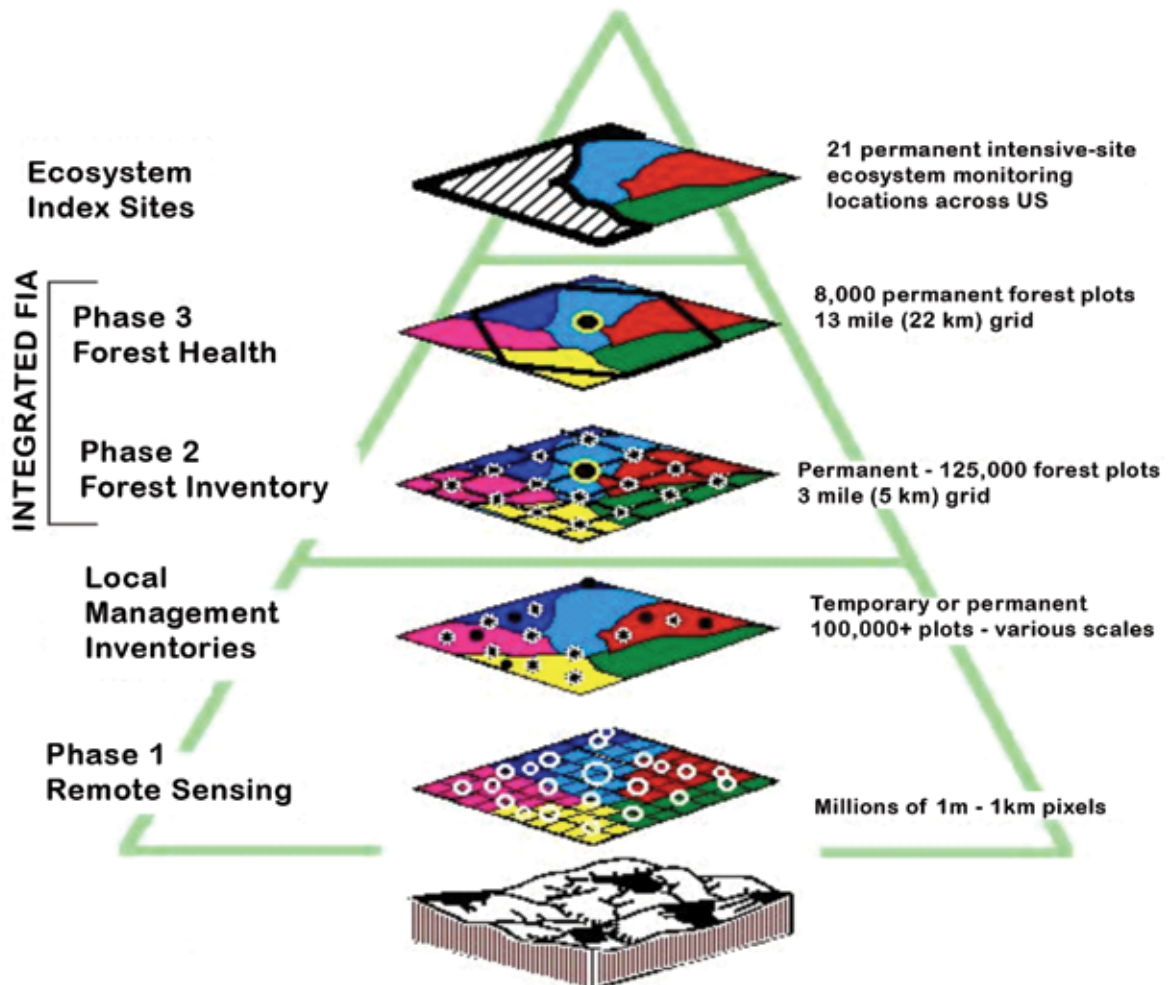 Ecosystem
Index Sites
21 permanent intensive-site
ecosystem monitoring
locations across US
INTEGRATED FIA
Phase 3
Forest Health
8,000 permanent forest plots
13 mile (22 km) grid
Phase 2
Forest Inventory
Permanent - 125,000 forest plots
3 mile (5 km) grid
Local
Management
Inventories
Temporary or permanent
100,000+ plots - various scales
Phase 1
Remote Sensing
Millions of 1m - 1km pixels